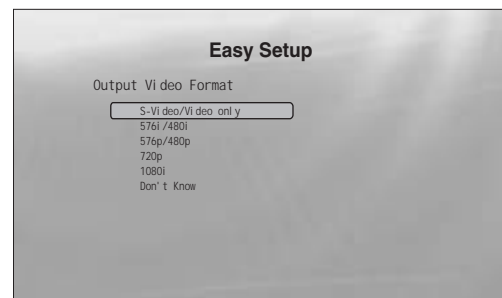 Easy Setup
Output Video Format
S-Video/Video only
576i/480i
576p/480p
720p
1080i
Don't Know